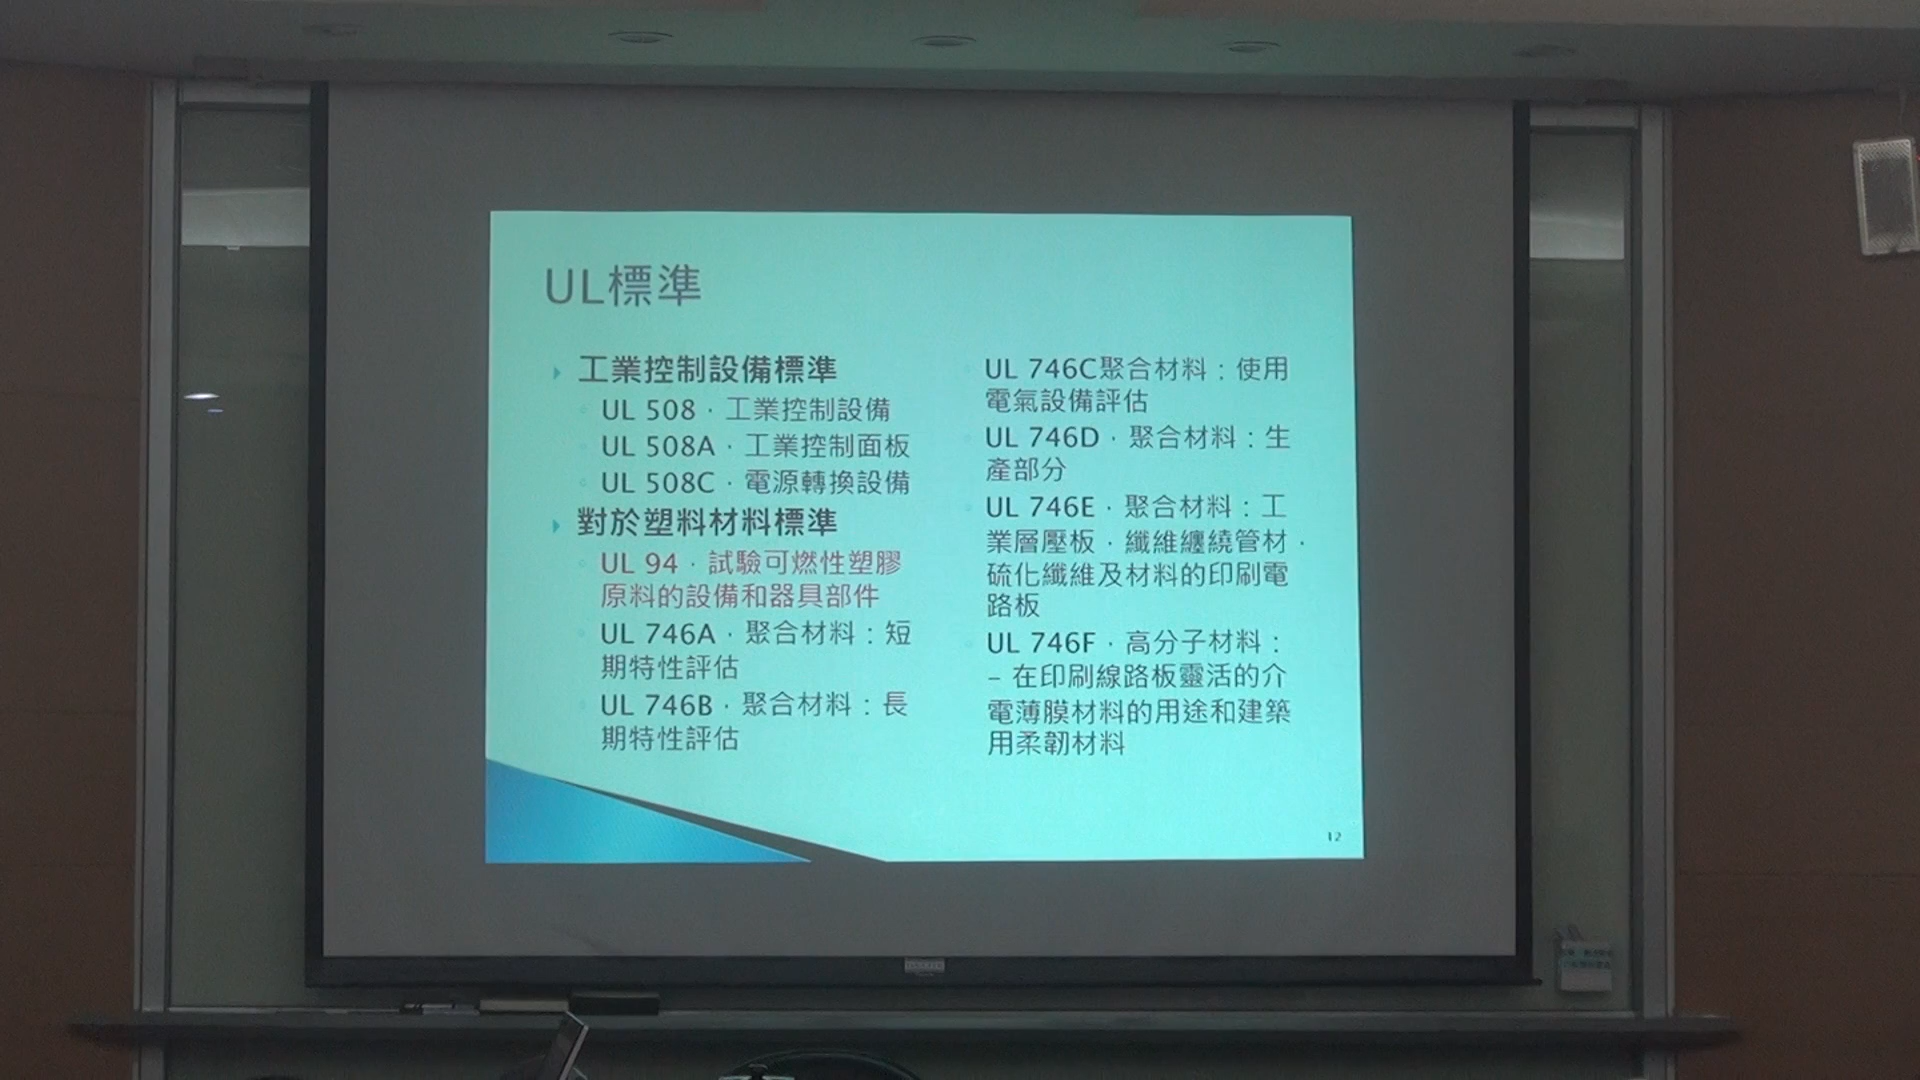 UL標準
工業控制設備標準
UL 508，工業控制設備
UL 508A，工業控制面板
UL 508C，電源轉換設備
對於塑料材料標準
UL 94，試驗可燃性塑膠
原料的設備和器具部件
UL 746A，聚合材料：短
期特性評估
UL 746B，聚合材料：長
期特性評估
UL 746C聚合材料：使用
電氣設備評估
UL 746D，聚合材料：生
產部分
UL 746E，聚合材料：工
業層壓板，纖維纏繞管材，
硫化纖維及材料的印刷電
路板
UL 746F，高分子材料：
– 在印刷線路板靈活的介
電薄膜材料的用途和建築
用柔韌材料
12